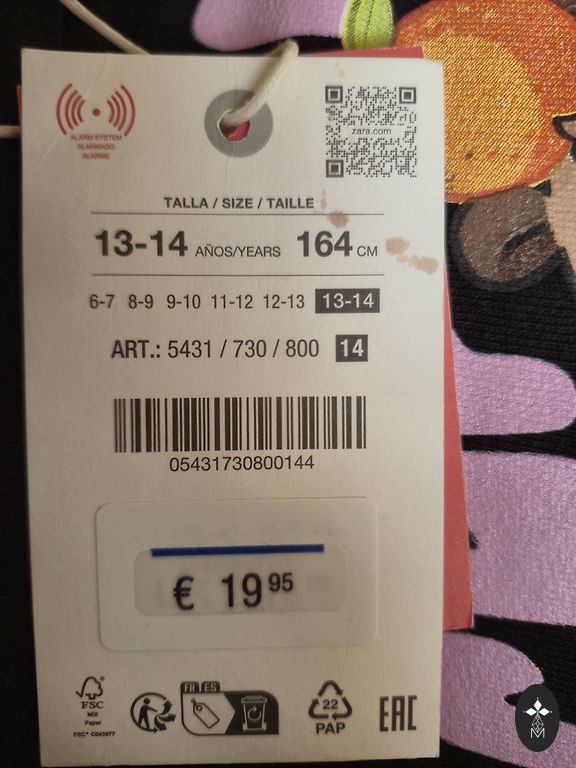 zara.com
ALARM SYSTEM
ALARMADO
ALARME
TALLA / SIZE / TAILLE
13-14 AÑOS/YEARS 164 CM
6-7 8-9 9-10 11-12 12-13 13-14
ART.: 5431 / 730 / 800 14
05431730800144
€ 19 95
FR ES
FSC
MIX
Paper
FSC® C043977
22
PAP
EAC
M